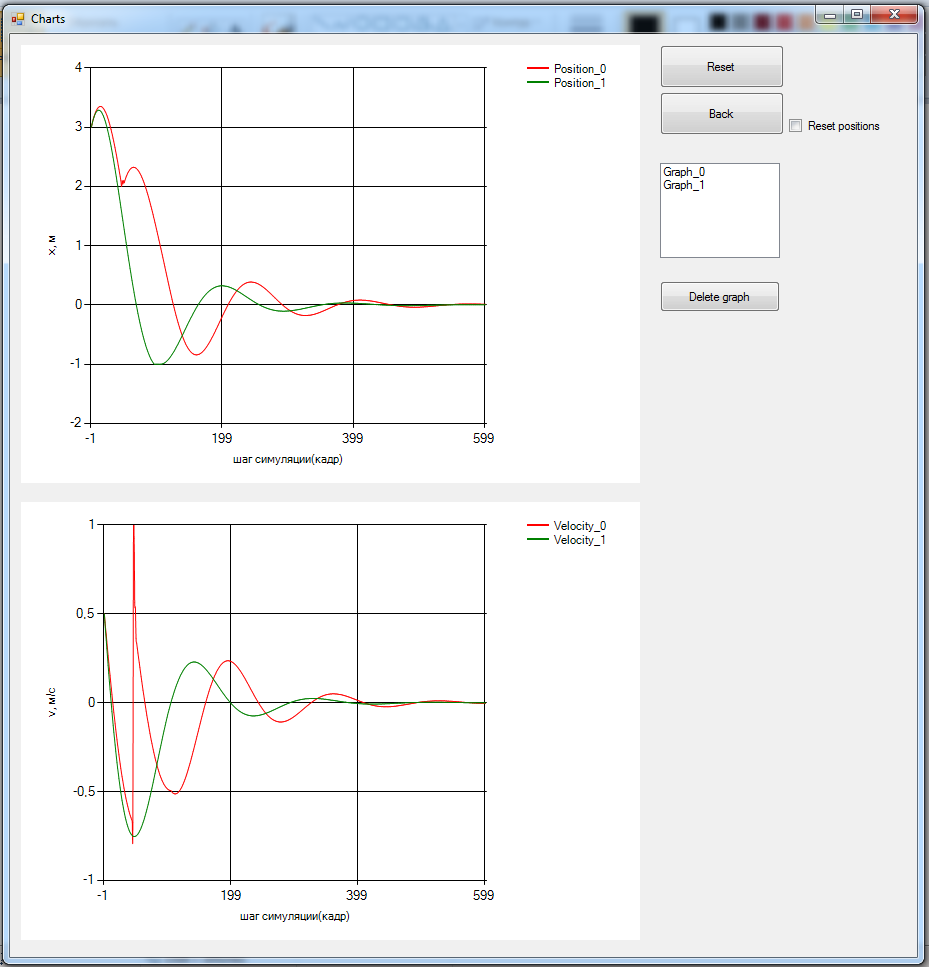 Charts
4
3
2
1
0
-1
-2
-1
199
399
599
x, м
шаг симуляции(кадр)
Position_0
Position_1
Reset
Back
Reset positions
Graph_0
Graph_1
Delete graph
1
0,5
0
-0,5
-1
-1
199
399
599
v, м/с
шаг симуляции(кадр)
Velocity_0
Velocity_1